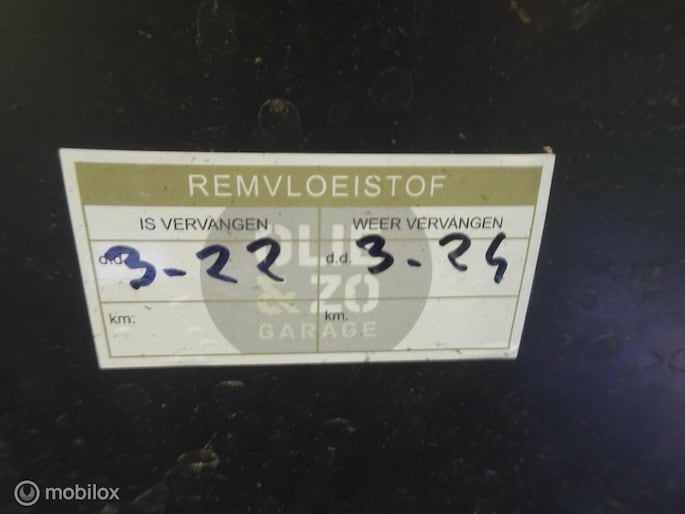 REMVLOEISTOF
IS VERVANGEN WEER VERVANGEN
d.d. 3-22 d.d. 3-24
OLIE
& ZO
GARAGE
km: km:
mobilox